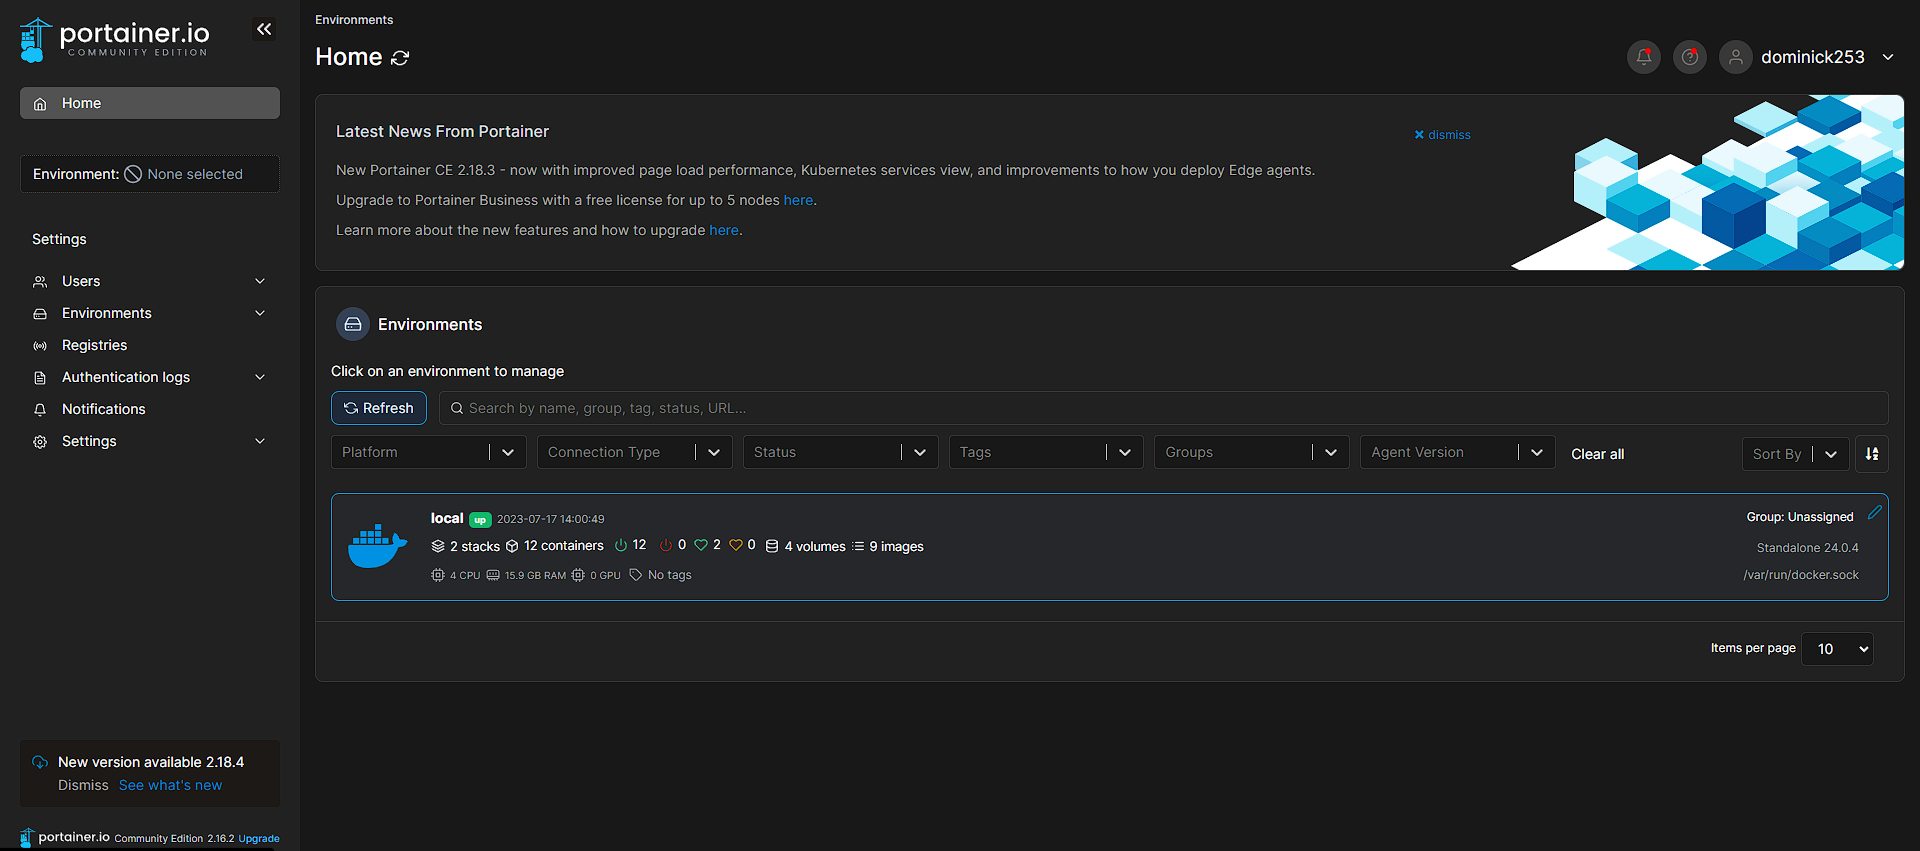 portainer.io
COMMUNITY EDITION
Home
Environment: None selected
Settings
Users
Environments
Registries
Authentication logs
Notifications
Settings
New version available 2.18.4
Dismiss See what's new
portainer.io Community Edition 2.16.2 Upgrade
Environments
Home
dominick253
Latest News From Portainer
dismiss
New Portainer CE 2.18.3 - now with improved page load performance, Kubernetes services view, and improvements to how you deploy Edge agents.
Upgrade to Portainer Business with a free license for up to 5 nodes here.
Learn more about the new features and how to upgrade here.
Environments
Click on an environment to manage
Refresh Search by name, group, tag, status, URL...
Platform Connection Type Status Tags Groups Agent Version Clear all Sort By
local up 2023-07-17 14:00:49 Group: Unassigned
2 stacks 12 containers 12 0 2 0 4 volumes 9 images Standalone 24.0.4
4 CPU 15.9 GB RAM 0 GPU No tags /var/run/docker.sock
Items per page 10